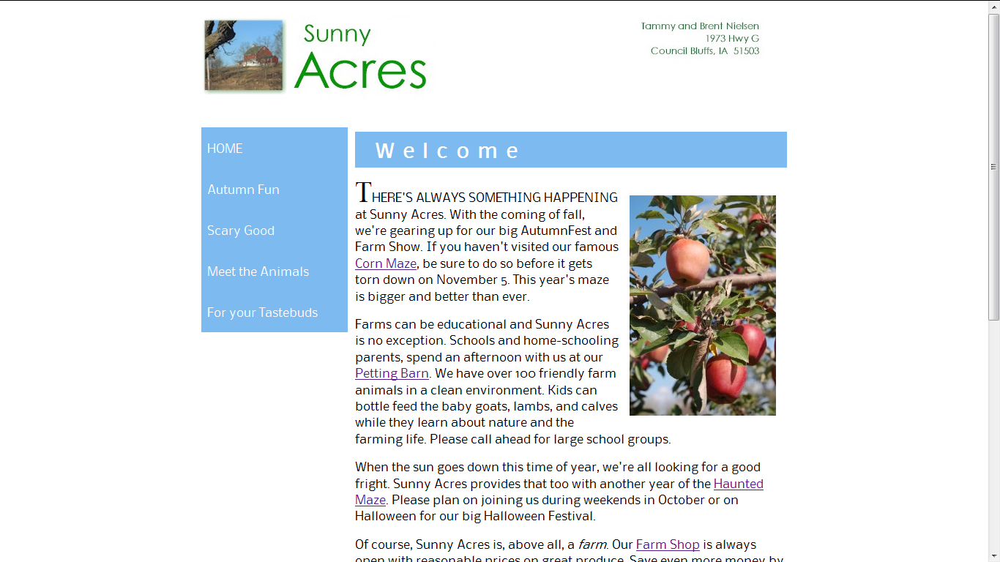 Sunny
Acres
Tammy and Brent Nielsen
1973 Hwy G
Council Bluffs, IA 51503
HOME
Autumn Fun
Scary Good
Meet the Animals
For your Tastebuds
Welcome
THERE'S ALWAYS SOMETHING HAPPENING
at Sunny Acres. With the coming of fall,
we're gearing up for our big AutumnFest and
Farm Show. If you haven't visited our famous
Corn Maze, be sure to do so before it gets
torn down on November 5. This year's maze
is bigger and better than ever.
Farms can be educational and Sunny Acres
is no exception. Schools and home-schooling
parents, spend an afternoon with us at our
Petting Barn. We have over 100 friendly farm
animals in a clean environment. Kids can
bottle feed the baby goats, lambs, and calves
while they learn about nature and the
farming life. Please call ahead for large school groups.
When the sun goes down this time of year, we're all looking for a good
fright. Sunny Acres provides that too with another year of the Haunted
Maze. Please plan on joining us during weekends in October or on
Halloween for our big Halloween Festival.
Of course, Sunny Acres is, above all, a farm. Our Farm Shop is always
open with reasonable prices on great produce. Save even more money by